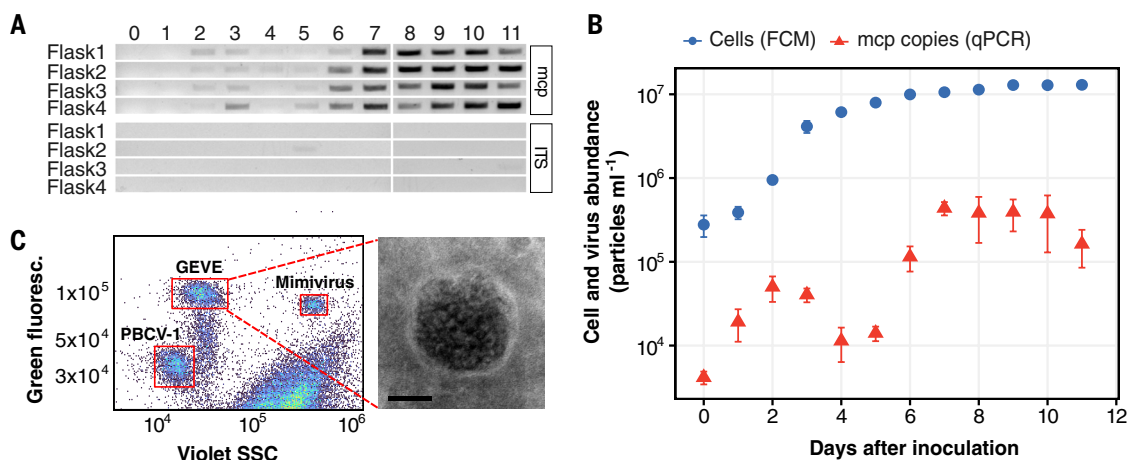 A
0 1 2 3 4 5 6 7 8 9 10 11
Flask1
Flask2
Flask3
Flask4
mcp
Flask1
Flask2
Flask3
Flask4
ITS
B
Cells (FCM) mcp copies (qPCR)
Cell and virus abundance
(particles ml⁻¹)
10⁷
10⁶
10⁵
10⁴
0 2 4 6 8 10 12
Days after inoculation
C
Green fluoresc.
1x10⁵
5x10⁴
3x10⁴
GEVE
Mimivirus
PBCV-1
10⁴ 10⁵ 10⁶
Violet SSC